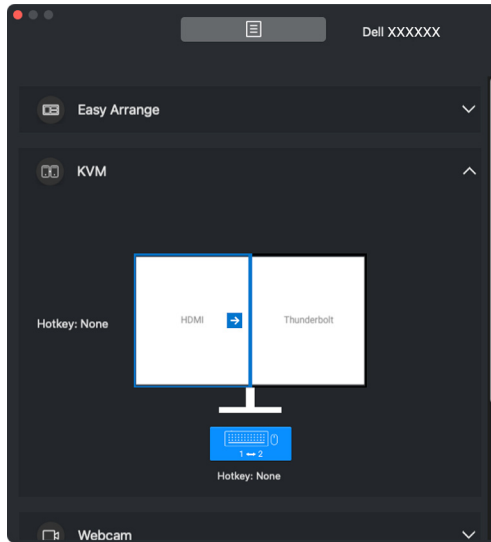 Dell XXXXXX
Easy Arrange
KVM
Hotkey: None
HDMI
Thunderbolt
1 ↔ 2
Hotkey: None
Webcam